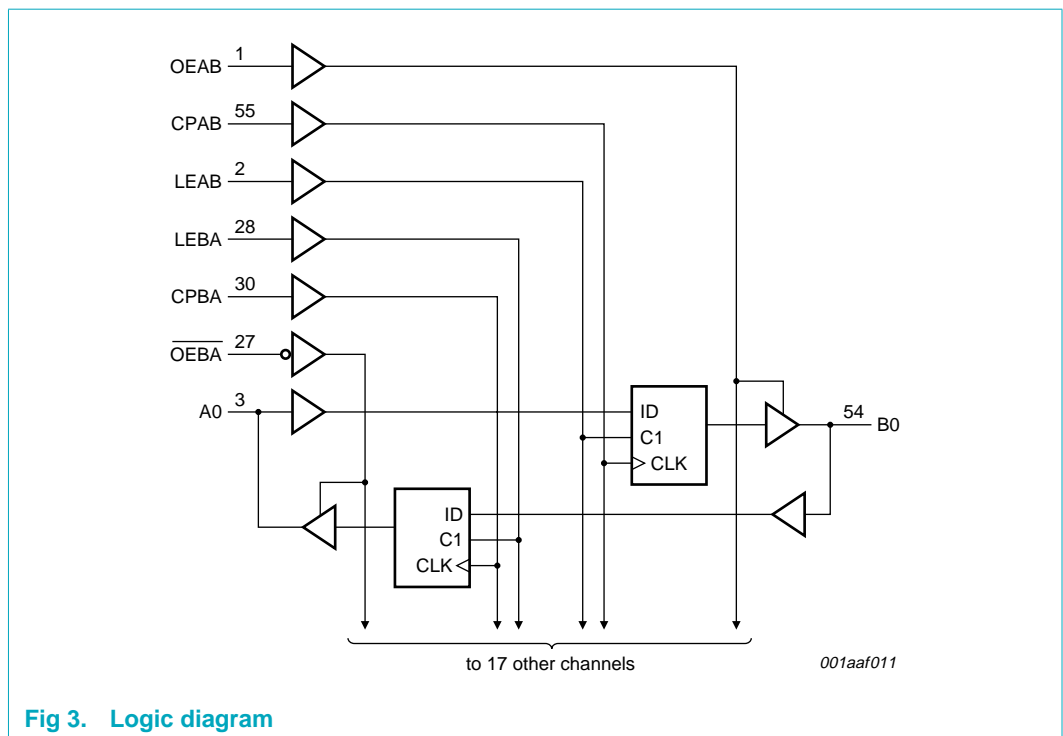 OEAB 1
CPAB 55
LEAB 2
LEBA 28
CPBA 30
OEBA 27
A0 3
ID
C1
CLK
54 B0
ID
C1
CLK
to 17 other channels
001aaf011
Fig 3. Logic diagram